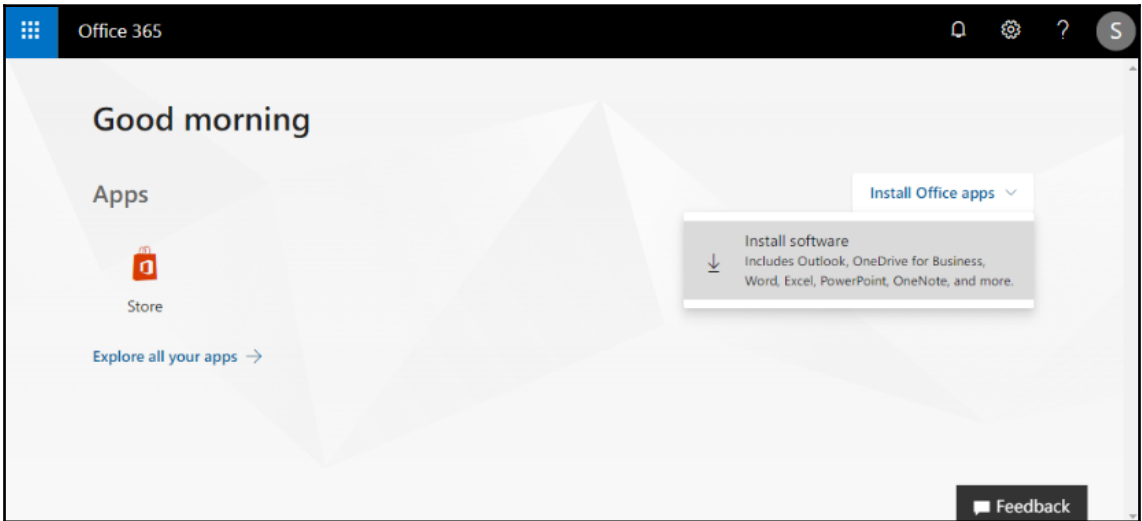 Office 365
?
S
Good morning
Apps
Install Office apps
Install software
Includes Outlook, OneDrive for Business,
Word, Excel, PowerPoint, OneNote, and more.
Store
Explore all your apps →
Feedback